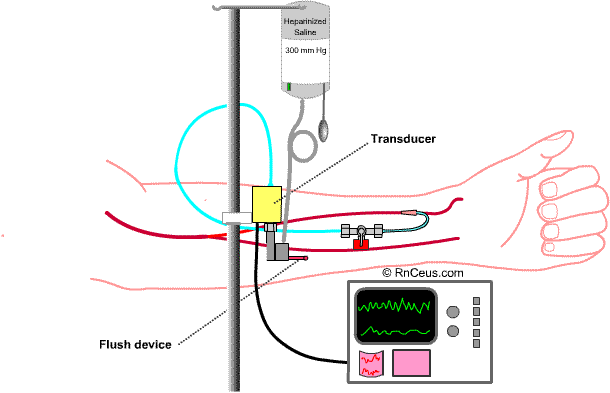 Heparinized
Saline
300 mm Hg
Transducer
© RnCeus.com
Flush device